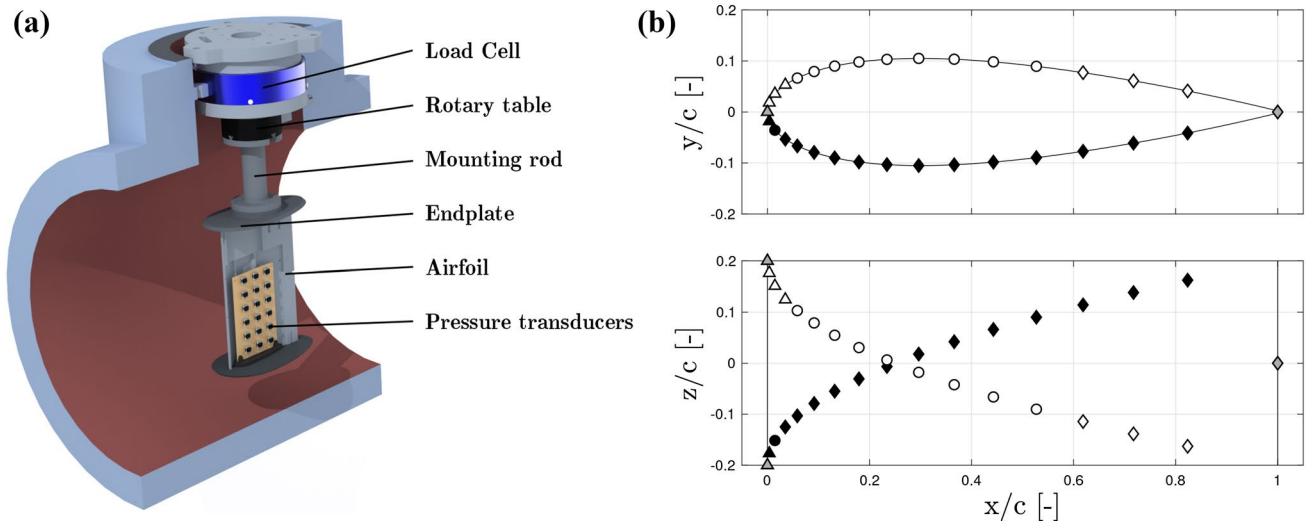 (a)
Load Cell
Rotary table
Mounting rod
Endplate
Airfoil
Pressure transducers
(b)
0.2
0.1
0
-0.1
-0.2
y/c [-]
0.2
0.1
0
-0.1
-0.2
z/c [-]
0 0.2 0.4 0.6 0.8 1
x/c [-]